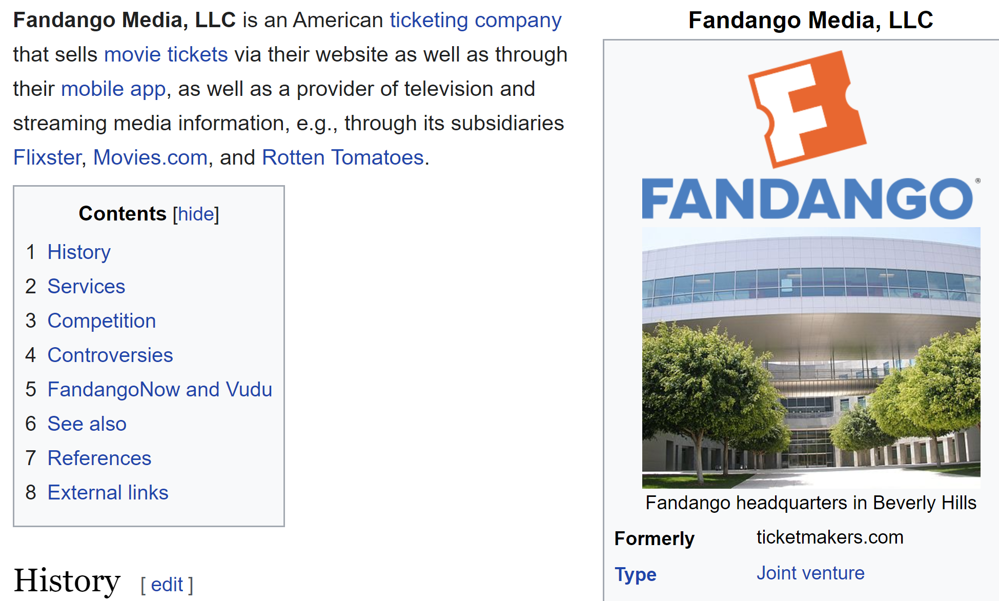 Fandango Media, LLC is an American ticketing company
that sells movie tickets via their website as well as through
their mobile app, as well as a provider of television and
streaming media information, e.g., through its subsidiaries
Flixster, Movies.com, and Rotten Tomatoes.
Contents [hide]
1 History
2 Services
3 Competition
4 Controversies
5 FandangoNow and Vudu
6 See also
7 References
8 External links
History [ edit ]
Fandango Media, LLC
F
FANDANGO®
Fandango headquarters in Beverly Hills
Formerly ticketmakers.com
Type Joint venture